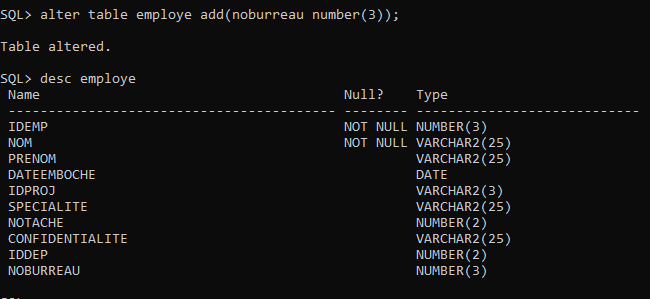 SQL> alter table employe add(noburreau number(3));
Table altered.
SQL> desc employe
Name Null? Type
----------------------------------------- -------- ----------------------------
IDEMP NOT NULL NUMBER(3)
NOM NOT NULL VARCHAR2(25)
PRENOM VARCHAR2(25)
DATEEMBOCHE DATE
IDPROJ VARCHAR2(3)
SPECIALITE VARCHAR2(25)
NOTACHE NUMBER(2)
CONFIDENTIALITE VARCHAR2(25)
IDDEP NUMBER(2)
NOBURREAU NUMBER(3)